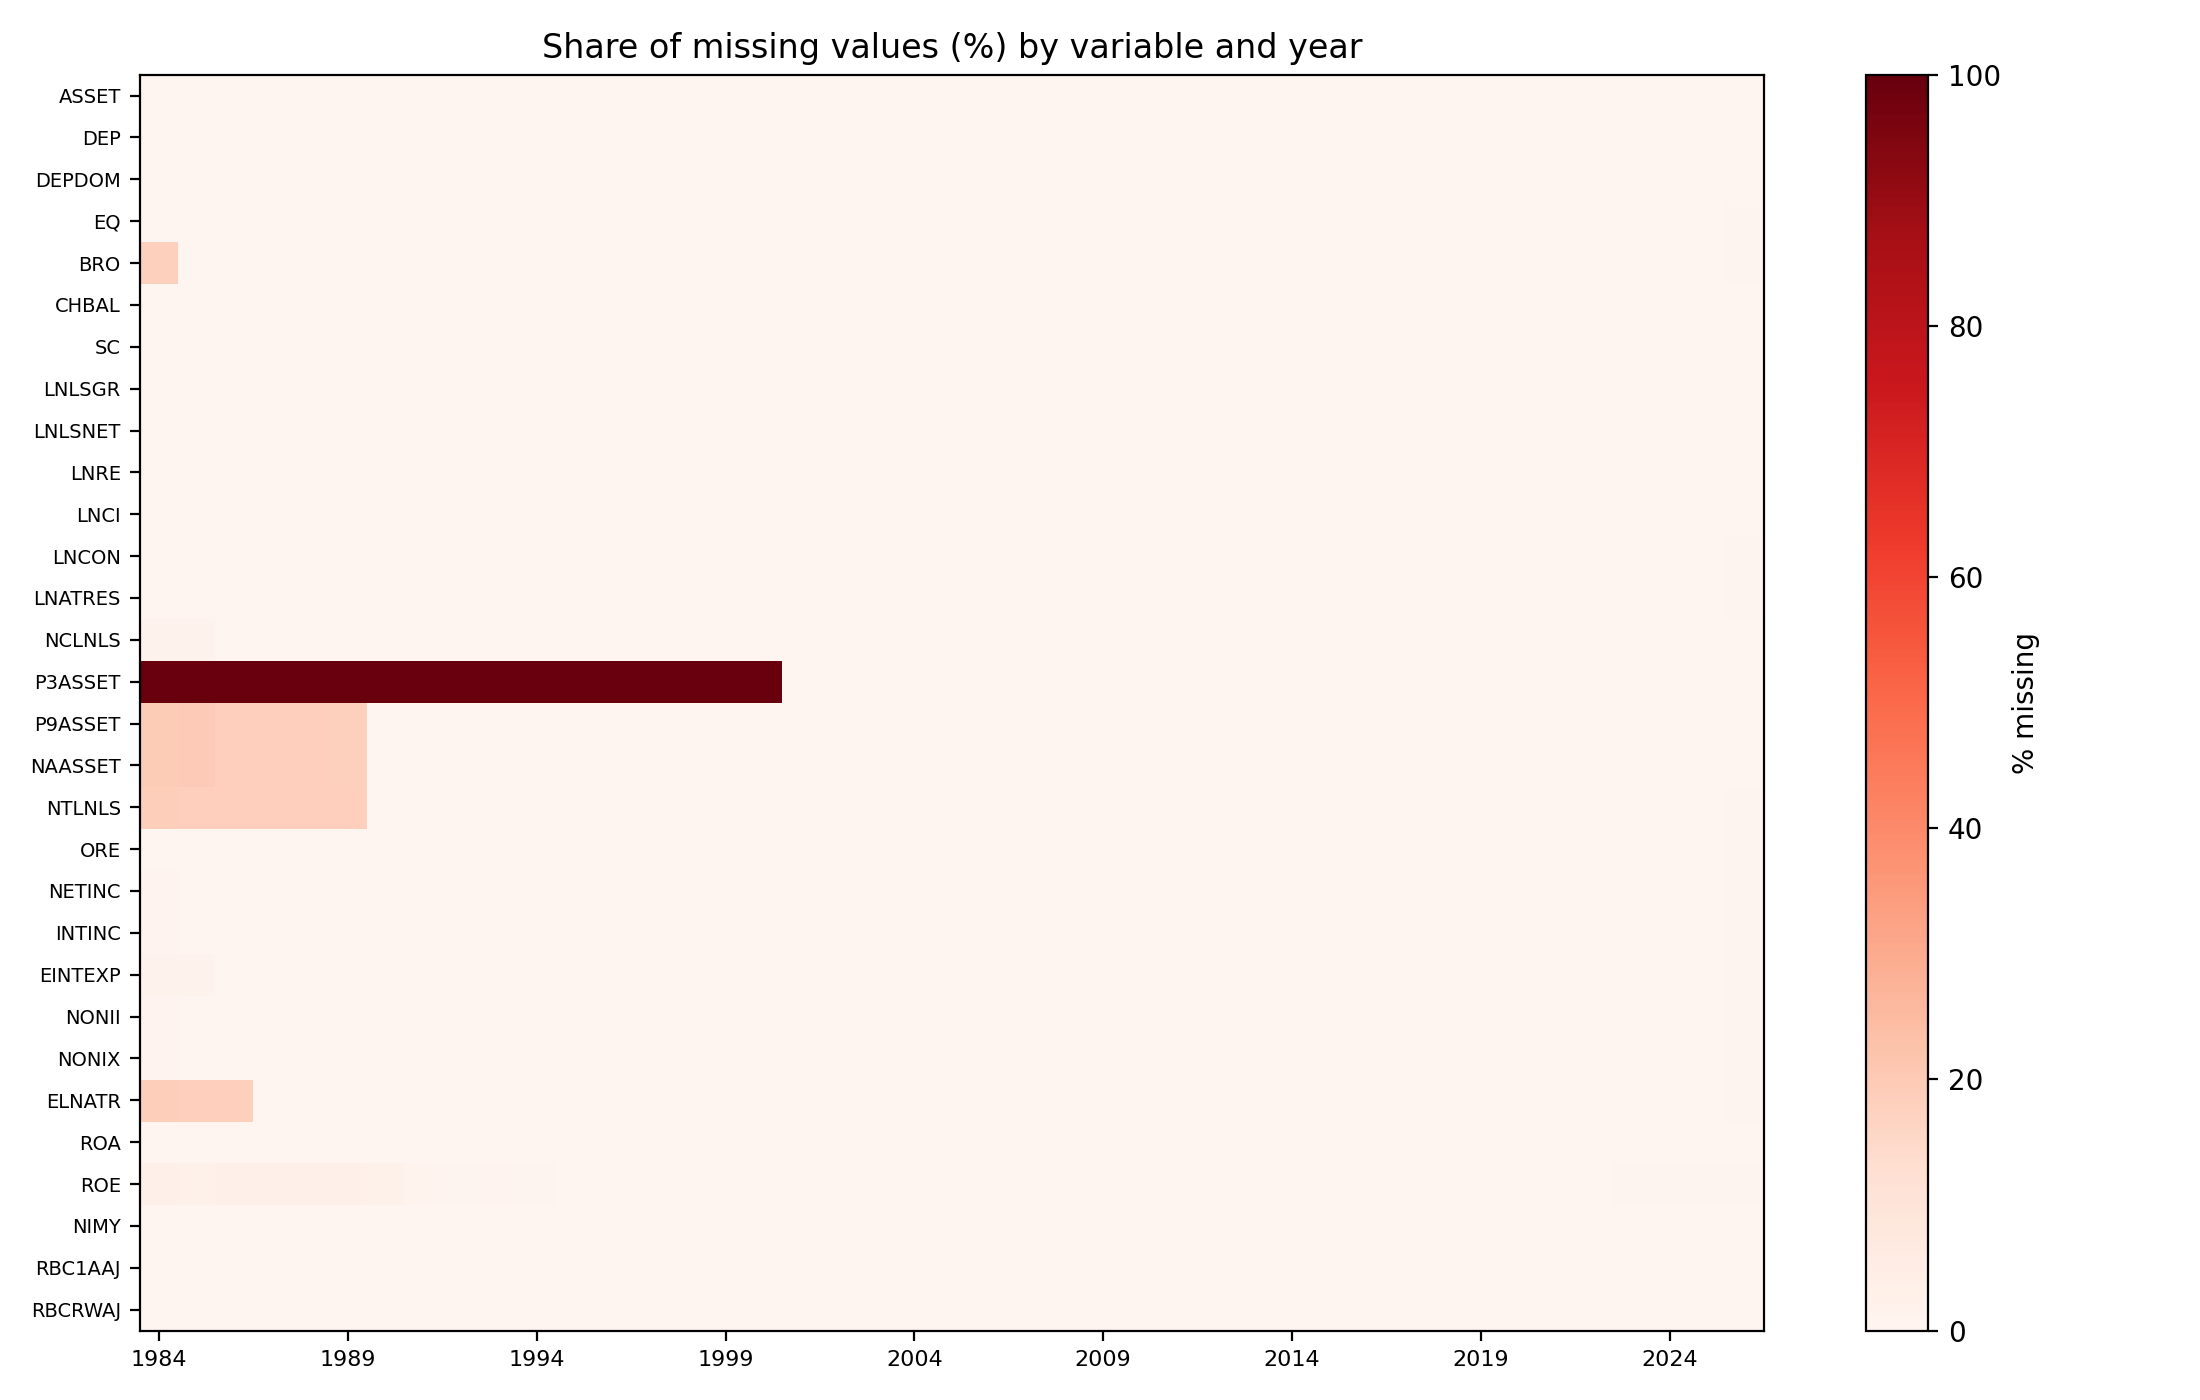 Share of missing values (%) by variable and year
ASSET
DEP
DEPDOM
EQ
BRO
CHBAL
SC
LNLSGR
LNLSNET
LNRE
LNCI
LNCON
LNATRES
NCLNLS
P3ASSET
P9ASSET
NAASSET
NTLNLS
ORE
NETINC
INTINC
EINTEXP
NONII
NONIX
ELNATR
ROA
ROE
NIMY
RBC1AAJ
RBCRWAJ
1984 1989 1994 1999 2004 2009 2014 2019 2024
100
80
60
40
20
0
% missing